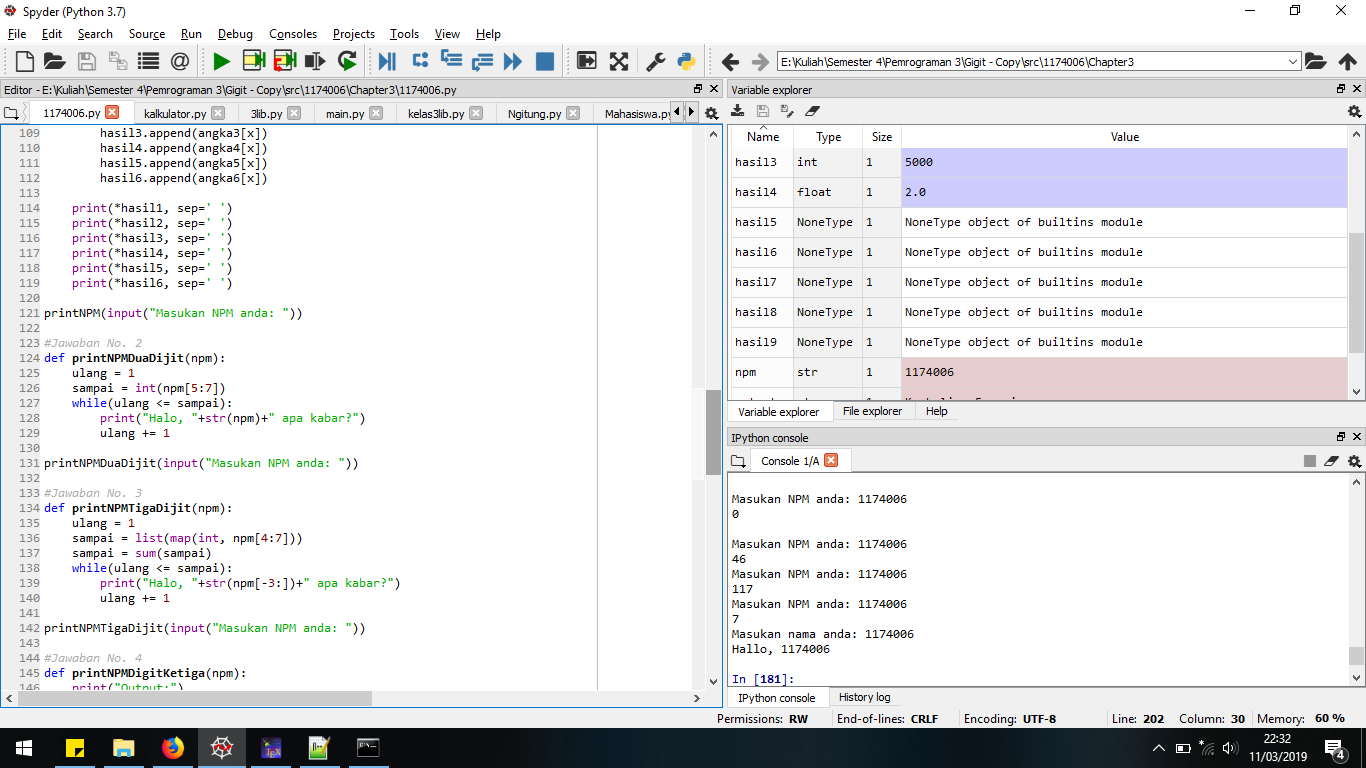 Spyder (Python 3.7)
File Edit Search Source Run Debug Consoles Projects Tools View Help
E:\Kuliah\Semester 4\Pemrograman 3\Gigit - Copy\src\1174006\Chapter3
Editor - E:\Kuliah\Semester 4\Pemrograman 3\Gigit - Copy\src\1174006\Chapter3\1174006.py
1174006.py kalkulator.py 3lib.py main.py kelas3lib.py Ngitung.py Mahasiswa.py
109 hasil3.append(angka3[x])
110 hasil4.append(angka4[x])
111 hasil5.append(angka5[x])
112 hasil6.append(angka6[x])
113
114 print(*hasil1, sep=' ')
115 print(*hasil2, sep=' ')
116 print(*hasil3, sep=' ')
117 print(*hasil4, sep=' ')
118 print(*hasil5, sep=' ')
119 print(*hasil6, sep=' ')
120
121 printNPM(input("Masukan NPM anda: "))
122
123 #Jawaban No. 2
124 def printNPMDuaDijit(npm):
125 ulang = 1
126 sampai = int(npm[5:7])
127 while(ulang <= sampai):
128 print("Halo, "+str(npm)+" apa kabar?")
129 ulang += 1
130
131 printNPMDuaDijit(input("Masukan NPM anda: "))
132
133 #Jawaban No. 3
134 def printNPMTigaDijit(npm):
135 ulang = 1
136 sampai = list(map(int, npm[4:7]))
137 sampai = sum(sampai)
138 while(ulang <= sampai):
139 print("Halo, "+str(npm[-3:])+" apa kabar?")
140 ulang += 1
141
142 printNPMTigaDijit(input("Masukan NPM anda: "))
143
144 #Jawaban No. 4
145 def printNPMDigitKetiga(npm):
146 print("Output:")
Variable explorer
Name Type Size Value
hasil3 int 1 5000
hasil4 float 1 2.0
hasil5 NoneType 1 NoneType object of builtins module
hasil6 NoneType 1 NoneType object of builtins module
hasil7 NoneType 1 NoneType object of builtins module
hasil8 NoneType 1 NoneType object of builtins module
hasil9 NoneType 1 NoneType object of builtins module
npm str 1 1174006
Variable explorer File explorer Help
IPython console
Console 1/A
Masukan NPM anda: 1174006
0
Masukan NPM anda: 1174006
46
Masukan NPM anda: 1174006
117
Masukan NPM anda: 1174006
7
Masukan nama anda: 1174006
Hallo, 1174006
In [181]:
IPython console History log
Permissions: RW End-of-lines: CRLF Encoding: UTF-8 Line: 202 Column: 30 Memory: 60 %
22:32
11/03/2019
4